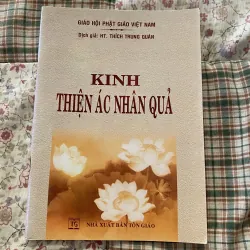 GIÁO HỘI PHẬT GIÁO VIỆT NAM
Dịch giả: HT. THÍCH TRUNG QUÁN
KINH
THIỆN ÁC NHÂN QUẢ
NHÀ XUẤT BẢN TÔN GIÁO